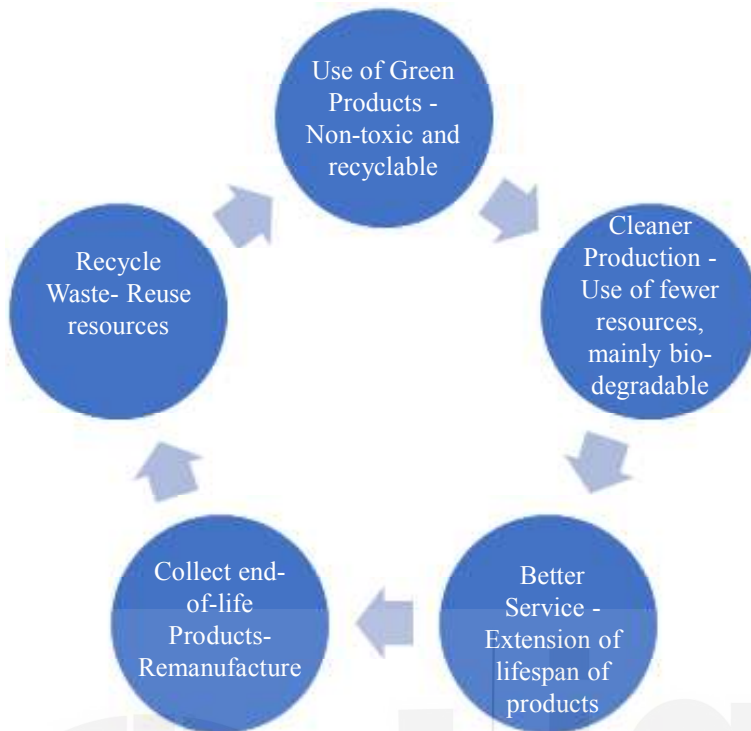 Use of Green
Products -
Non-toxic and
recyclable
Cleaner
Production -
Use of fewer
resources,
mainly bio-
degradable
Better
Service -
Extension of
lifespan of
products
Collect end-
of-life
Products-
Remanufacture
Recycle
Waste- Reuse
resources